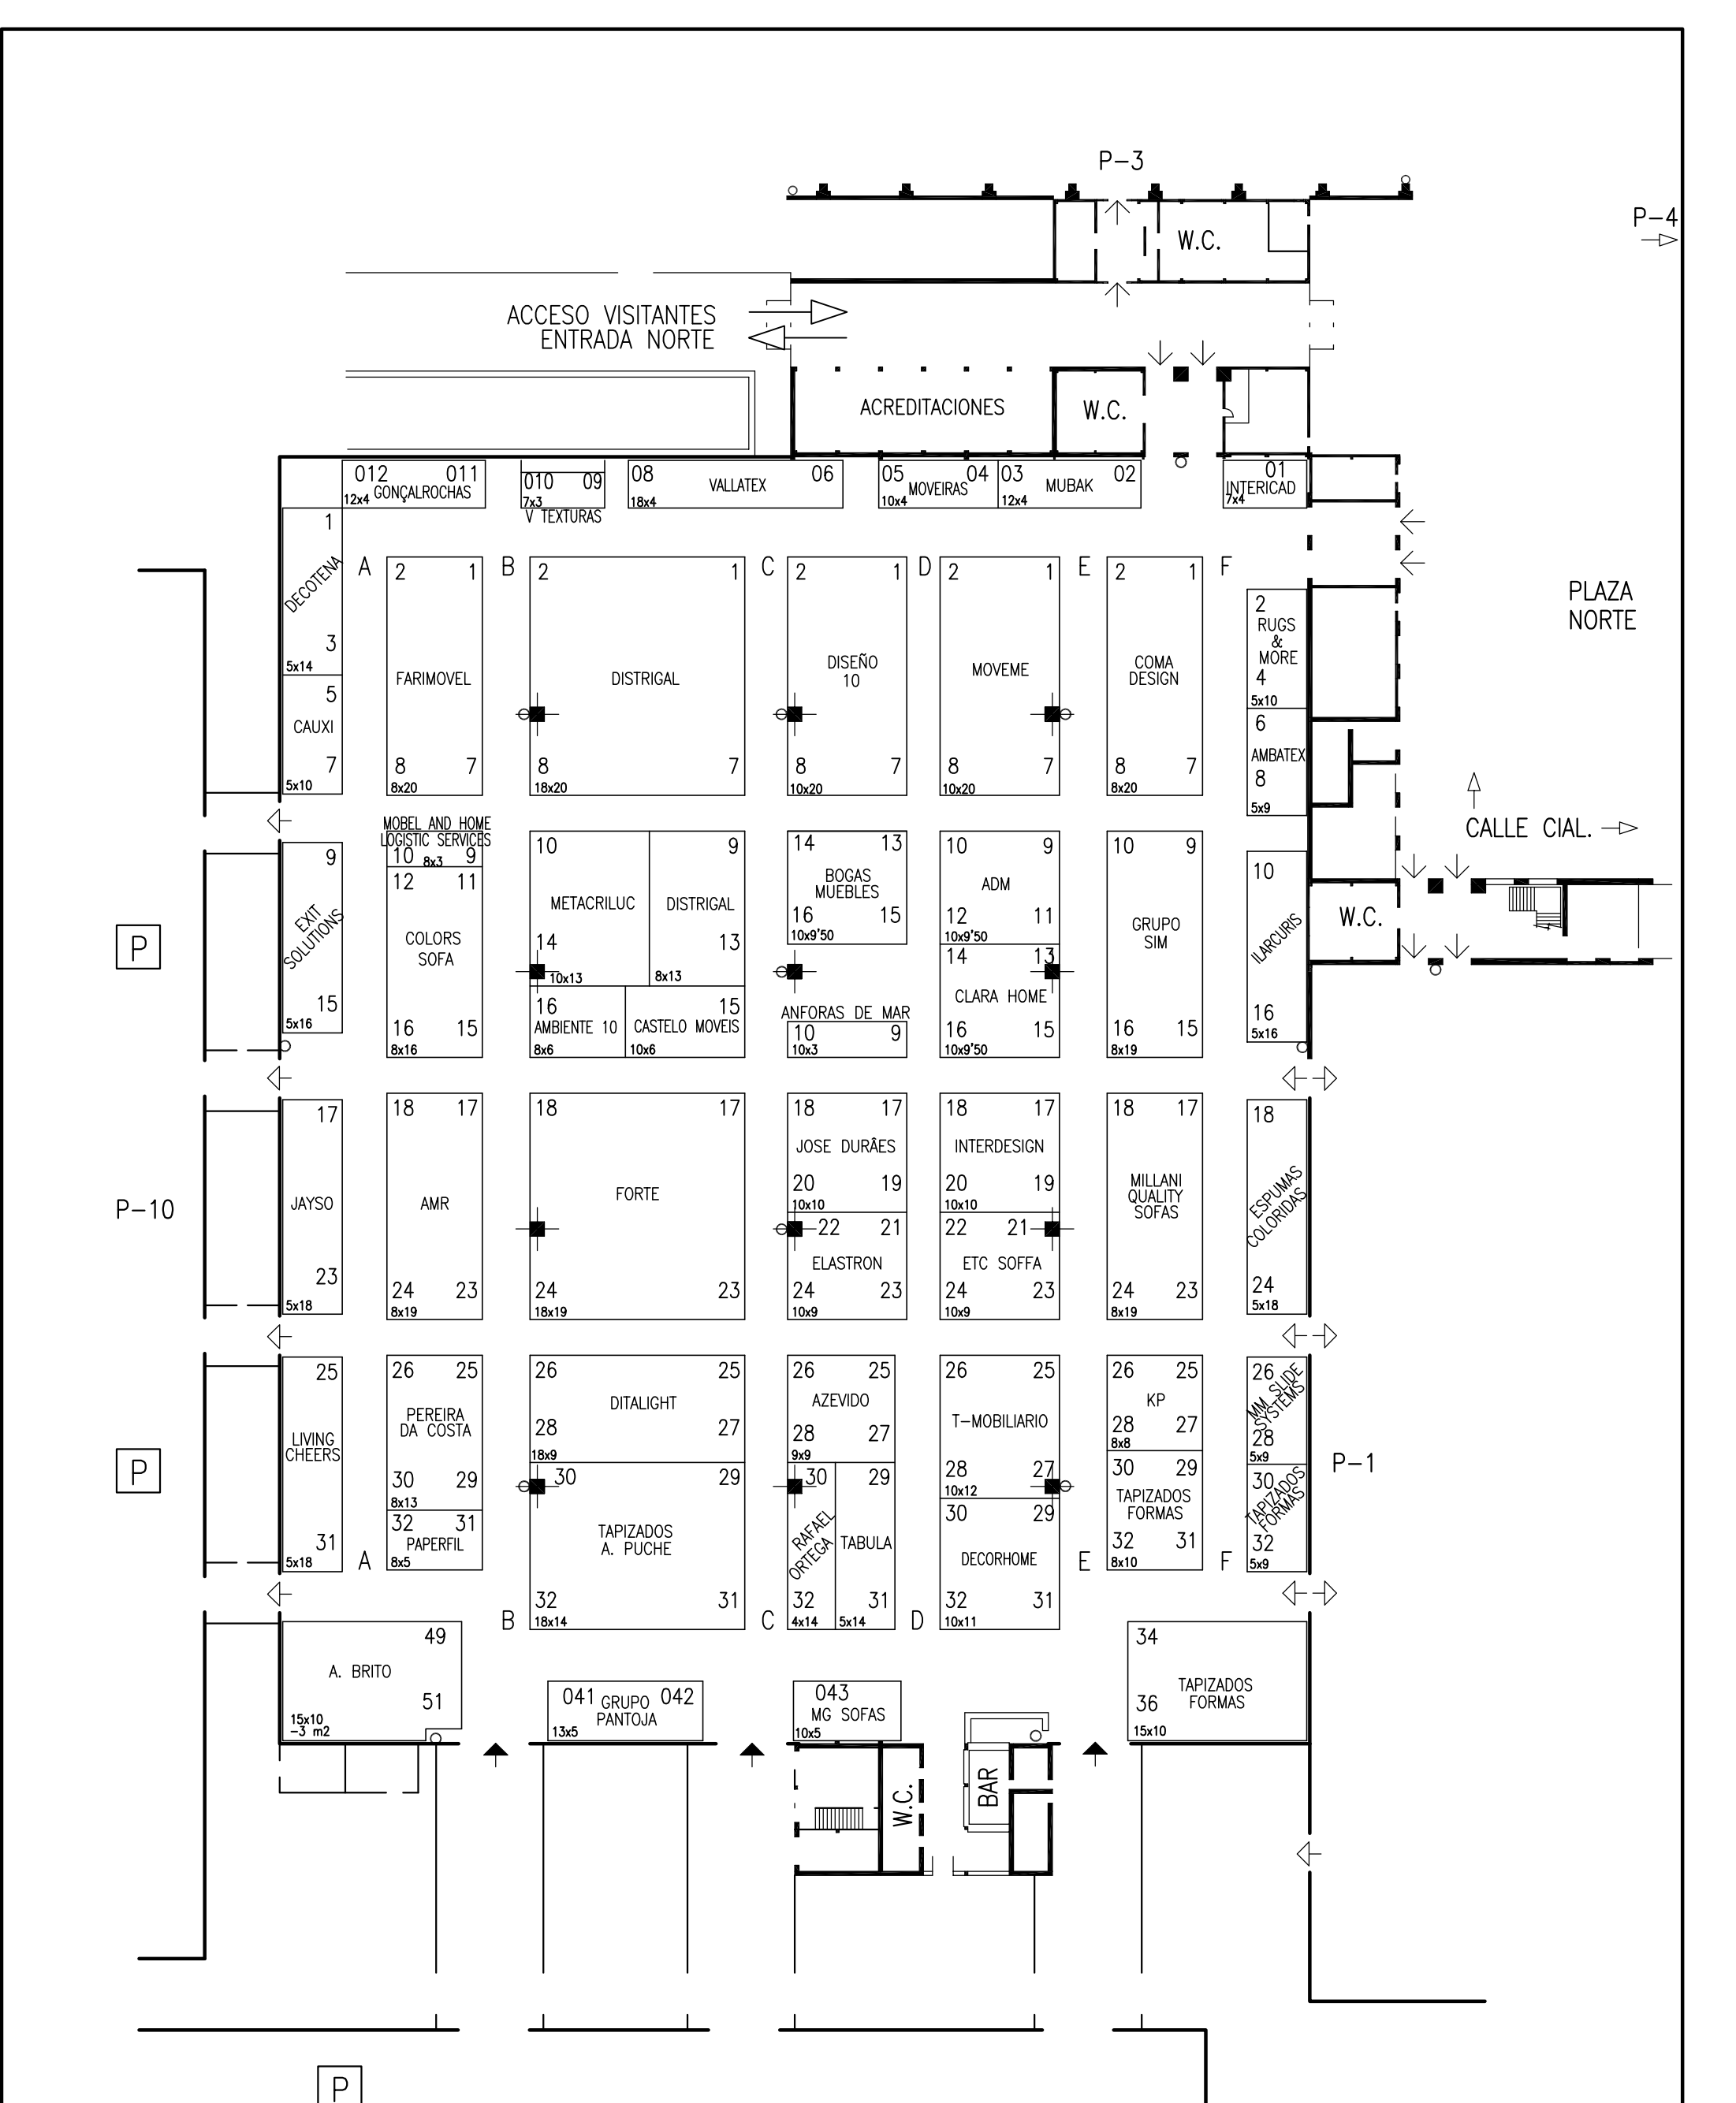 P-3
P-4
W.C.
ACCESO VISITANTES
ENTRADA NORTE
ACREDITACIONES
W.C.
012 011
GONÇALROCHAS
12x4
010 09
7x3
V TEXTURAS
08 06
VALLATEX
18x4
05 04
MOVEIRAS
10x4
03 02
MUBAK
12x4
01
INTERICAD
7x4
PLAZA
NORTE
CALLE CIAL.
W.C.
A B C D E F
1
DECOTENA
3
5x14
5
CAUXI
7
5x10
2 1
FARIMOVEL
8 7
8x20
2 1
DISTRIGAL
8 7
18x20
2 1
DISEÑO
10
8 7
10x20
2 1
MOVEME
8 7
10x20
2 1
COMA
DESIGN
8 7
8x20
2
RUGS
&
MORE
4
5x10
6
AMBATEX
8
5x9
P
9
EXIT
SOLUTIONS
15
5x16
MOBEL AND HOME
LOGISTIC SERVICES
10 8x3 9
12 11
COLORS
SOFA
16 15
8x16
10
METACRILUC
14
10x13
9
DISTRIGAL
13
8x13
16
AMBIENTE 10
8x6
15
CASTELO MOVEIS
10x6
14 13
BOGAS
MUEBLES
16 15
10x9'50
ANFORAS DE MAR
10 9
10x3
10 9
ADM
12 11
10x9'50
14 13
CLARA HOME
16 15
10x9'50
10 9
GRUPO
SIM
16 15
8x19
10
ILARCURIS
16
5x16
P-10
17
JAYSO
23
5x18
18 17
AMR
24 23
8x19
18 17
FORTE
24 23
18x19
18 17
JOSE DURÂES
20 19
10x10
22 21
ELASTRON
24 23
10x9
18 17
INTERDESIGN
20 19
10x10
22 21
ETC SOFFA
24 23
10x9
18 17
MILLANI
QUALITY
SOFAS
24 23
8x19
18
ESPUMAS
COLORIDAS
24
5x18
P
25
LIVING
CHEERS
31
5x18
26 25
PEREIRA
DA COSTA
30 29
8x13
32 31
PAPERFIL
8x5
26 25
DITALIGHT
28 27
18x9
30 29
TAPIZADOS
A. PUCHE
32 31
18x14
26 25
AZEVIDO
28 27
9x9
30
RAFAEL
ORTEGA
32
4x14
29
TABULA
31
5x14
26 25
T-MOBILIARIO
28 27
10x12
30 29
DECORHOME
32 31
10x11
26 25
KP
28 27
8x8
30 29
TAPIZADOS
FORMAS
32 31
8x10
26
MM SLIDE
SYSTEMS
28
5x9
30
TAPIZADOS
FORMAS
32
5x9
P-1
A B C D E F
49
A. BRITO
51
15x10
-3 m2
041 GRUPO 042
PANTOJA
13x5
043
MG SOFAS
10x5
34
TAPIZADOS
FORMAS
36
15x10
W.C.
BAR
P